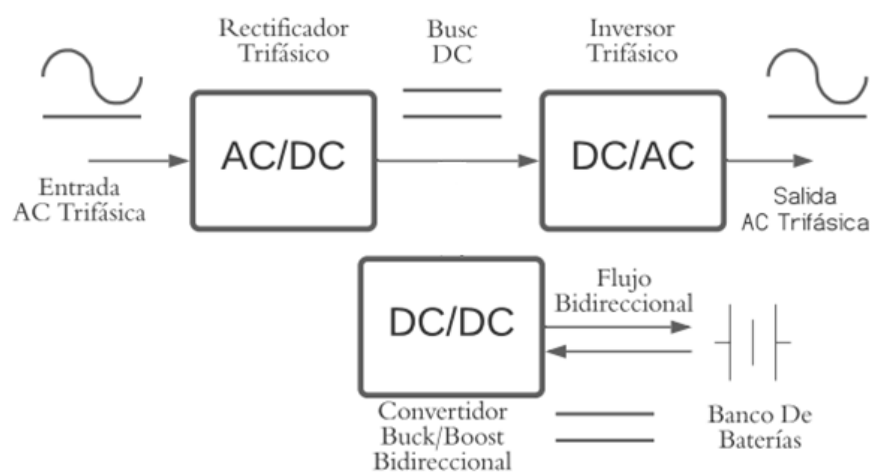 Rectificador
Trifásico
Busc
DC
Inversor
Trifásico
AC/DC
DC/AC
Entrada
AC Trifásica
Salida
AC Trifásica
DC/DC
Flujo
Bidireccional
Convertidor
Buck/Boost
Bidireccional
Banco De
Baterías